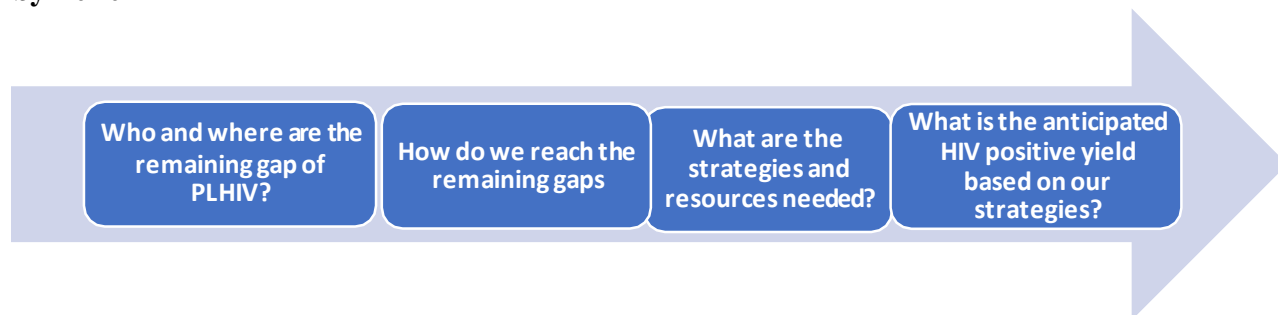 Who and where are the
remaining gap of
PLHIV?
How do we reach the
remaining gaps
What are the
strategies and
resources needed?
What is the anticipated
HIV positive yield
based on our
strategies?